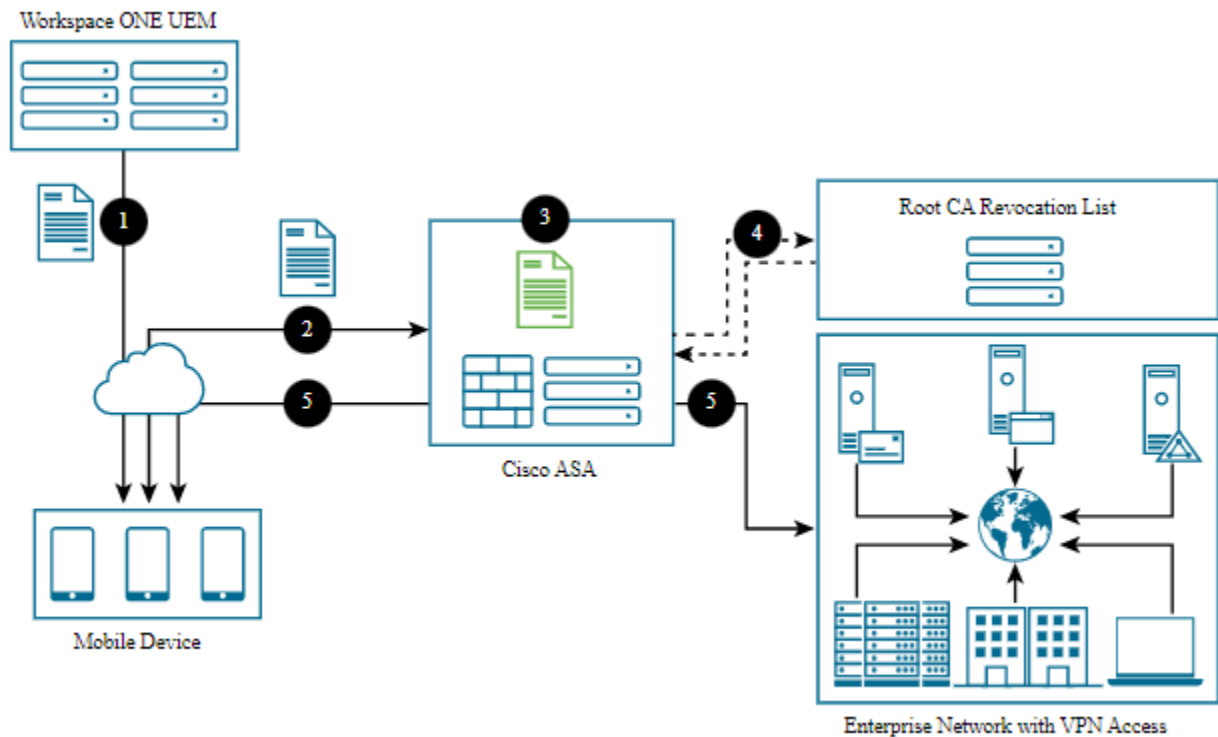 Workspace ONE UEM
1
3
Root CA Revocation List
4
2
5
5
Cisco ASA
Mobile Device
Enterprise Network with VPN Access